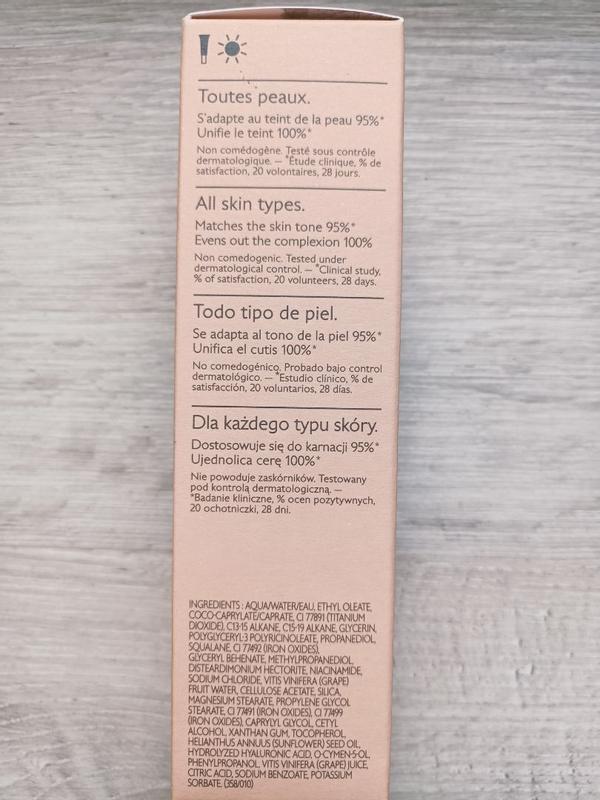 Toutes peaux.
S'adapte au teint de la peau 95%*
Unifie le teint 100%*
Non comédogène. Testé sous contrôle
dermatologique. — *Étude clinique, % de
satisfaction, 20 volontaires, 28 jours.
All skin types.
Matches the skin tone 95%*
Evens out the complexion 100%
Non comedogenic. Tested under
dermatological control. — *Clinical study,
% of satisfaction, 20 volunteers, 28 days.
Todo tipo de piel.
Se adapta al tono de la piel 95%*
Unifica el cutis 100%*
No comedogénico. Probado bajo control
dermatológico. — *Estudio clínico, % de
satisfacción, 20 voluntarios, 28 días.
Dla każdego typu skóry.
Dostosowuje się do karnacji 95%*
Ujednolica cerę 100%*
Nie powoduje zaskórników. Testowany
pod kontrolą dermatologiczną. —
*Badanie kliniczne, % ocen pozytywnych,
20 ochotniczki, 28 dni.
INGREDIENTS : AQUA/WATER/EAU, ETHYL OLEATE,
COCO-CAPRYLATE/CAPRATE, CI 77891 (TITANIUM
DIOXIDE), C13-15 ALKANE, C15-19 ALKANE, GLYCERIN,
POLYGLYCERYL-3 POLYRICINOLEATE, PROPANEDIOL,
SQUALANE, CI 77492 (IRON OXIDES),
GLYCERYL BEHENATE, METHYLPROPANEDIOL,
DISTEARDIMONIUM HECTORITE, NIACINAMIDE,
SODIUM CHLORIDE, VITIS VINIFERA (GRAPE)
FRUIT WATER, CELLULOSE ACETATE, SILICA,
MAGNESIUM STEARATE, PROPYLENE GLYCOL
STEARATE, CI 77491 (IRON OXIDES), CI 77499
(IRON OXIDES), CAPRYLYL GLYCOL, CETYL
ALCOHOL, XANTHAN GUM, TOCOPHEROL,
HELIANTHUS ANNUUS (SUNFLOWER) SEED OIL,
HYDROLYZED HYALURONIC ACID, O-CYMEN-5-OL,
PHENYLPROPANOL, VITIS VINIFERA (GRAPE) JUICE,
CITRIC ACID, SODIUM BENZOATE, POTASSIUM
SORBATE. (358/010)